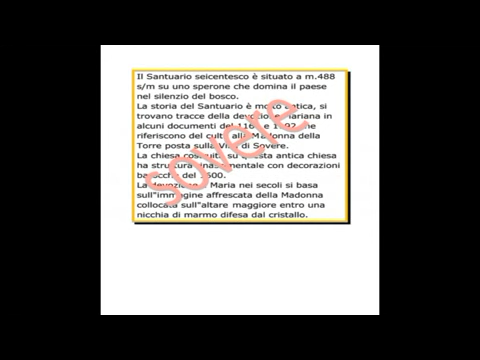 Il Santuario seicentesco è situato a m.488
s/m su uno sperone che domina il paese
nel silenzio del bosco.
La storia del Santuario è molto antica, si
trovano tracce della devozione mariana in
alcuni documenti del
riferiscono del culto alla Madonna della
Torre posta sulla Via di Sovere.
La chiesa costruita su questa antica chiesa
ha struttura rinascimentale con decorazioni
barocche del 1600.
La devozione a Maria nei secoli si basa
sull"immagine affrescata della Madonna
collocata sull"altare maggiore entro una
nicchia di marmo difesa dal cristallo.
sovere